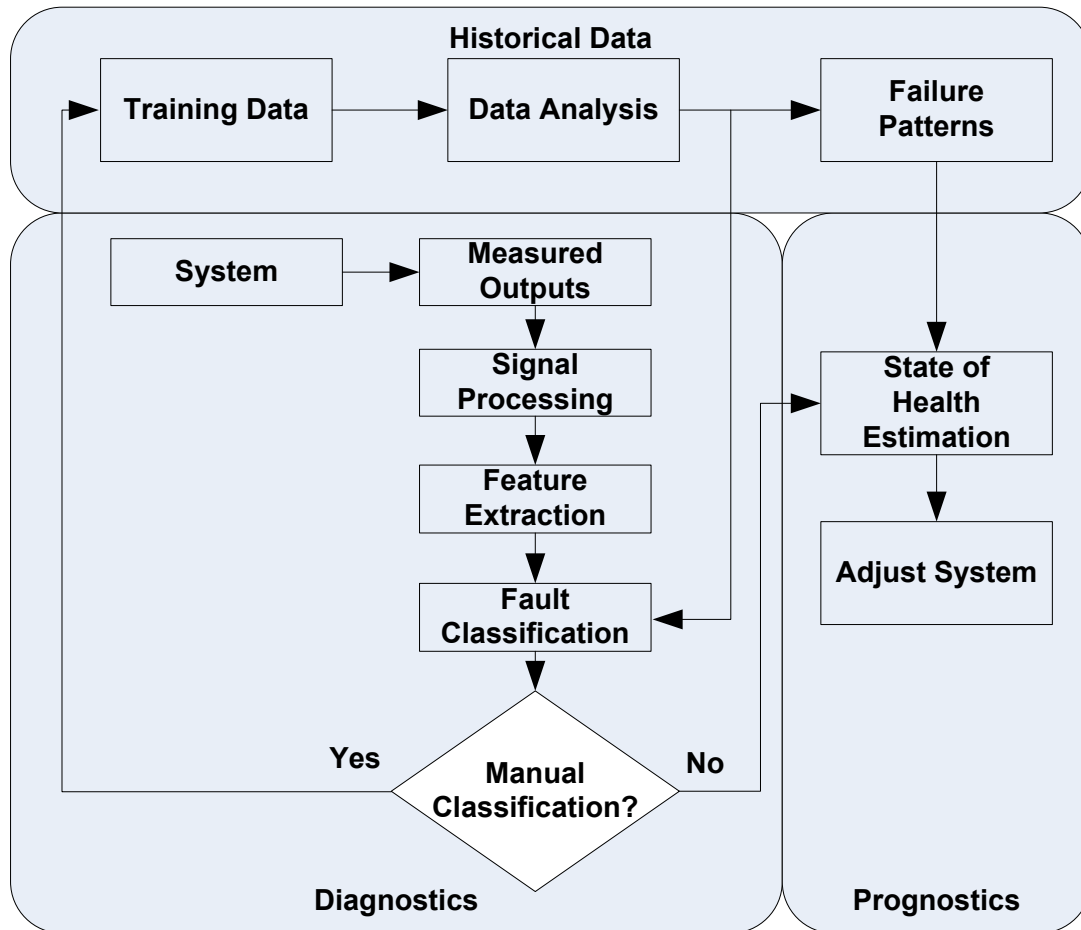 Historical Data
Training Data
Data Analysis
Failure
Patterns
System
Measured
Outputs
Signal
Processing
State of
Health
Estimation
Feature
Extraction
Adjust System
Fault
Classification
Yes
No
Manual
Classification?
Diagnostics
Prognostics